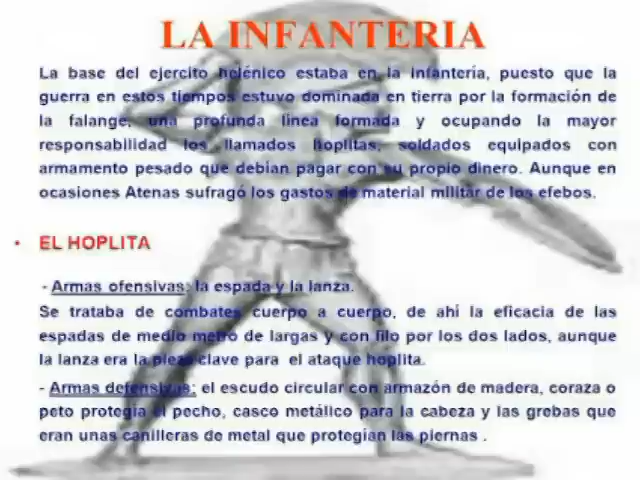 LA INFANTERIA
La base del ejercito helénico estaba en la infantería, puesto que la
guerra en estos tiempos estuvo dominada en tierra por la formación de
la falange, una profunda línea formada y ocupando la mayor
responsabilidad los llamados hoplitas, soldados equipados con
armamento pesado que debían pagar con su propio dinero. Aunque en
ocasiones Atenas sufragó los gastos de material militar de los efebos.
• EL HOPLITA
- Armas ofensivas: la espada y la lanza.
Se trataba de combates cuerpo a cuerpo, de ahí la eficacia de las
espadas de medio metro de largas y con filo por los dos lados, aunque
la lanza era la pieza clave para el ataque hoplita.
- Armas defensivas: el escudo circular con armazón de madera, coraza o
peto protegía el pecho, casco metálico para la cabeza y las grebas que
eran unas canilleras de metal que protegían las piernas .